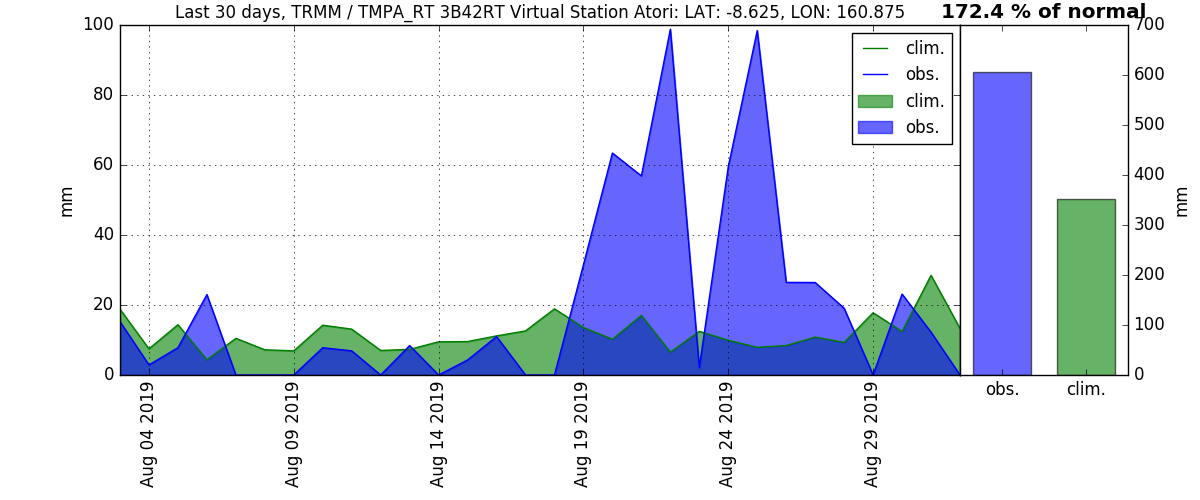 Last 30 days, TRMM / TMPA_RT 3B42RT Virtual Station Atori: LAT: -8.625, LON: 160.875
172.4 % of normal
100
80
60
40
20
0
mm
clim.
obs.
clim.
obs.
700
600
500
400
300
200
100
0
mm
Aug 04 2019
Aug 09 2019
Aug 14 2019
Aug 19 2019
Aug 24 2019
Aug 29 2019
obs.
clim.